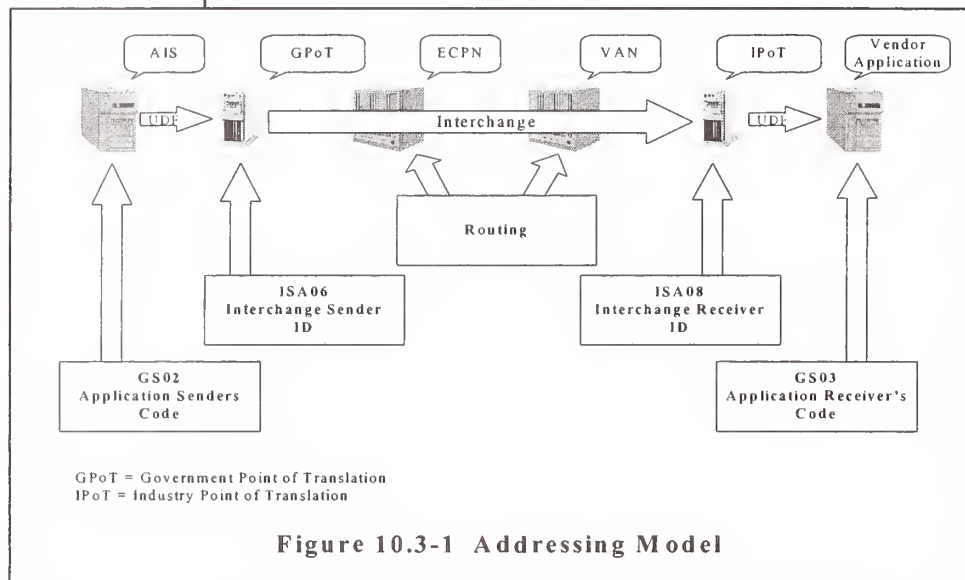 AIS
GPoT
ECPN
VAN
IPoT
Vendor
Application
UDF
Interchange
UDF
Routing
ISA06
Interchange Sender
ID
ISA08
Interchange Receiver
ID
GS02
Application Senders
Code
GS03
Application Receiver's
Code
GPoT = Government Point of Translation
IPoT = Industry Point of Translation
Figure 10.3-1 Addressing Model